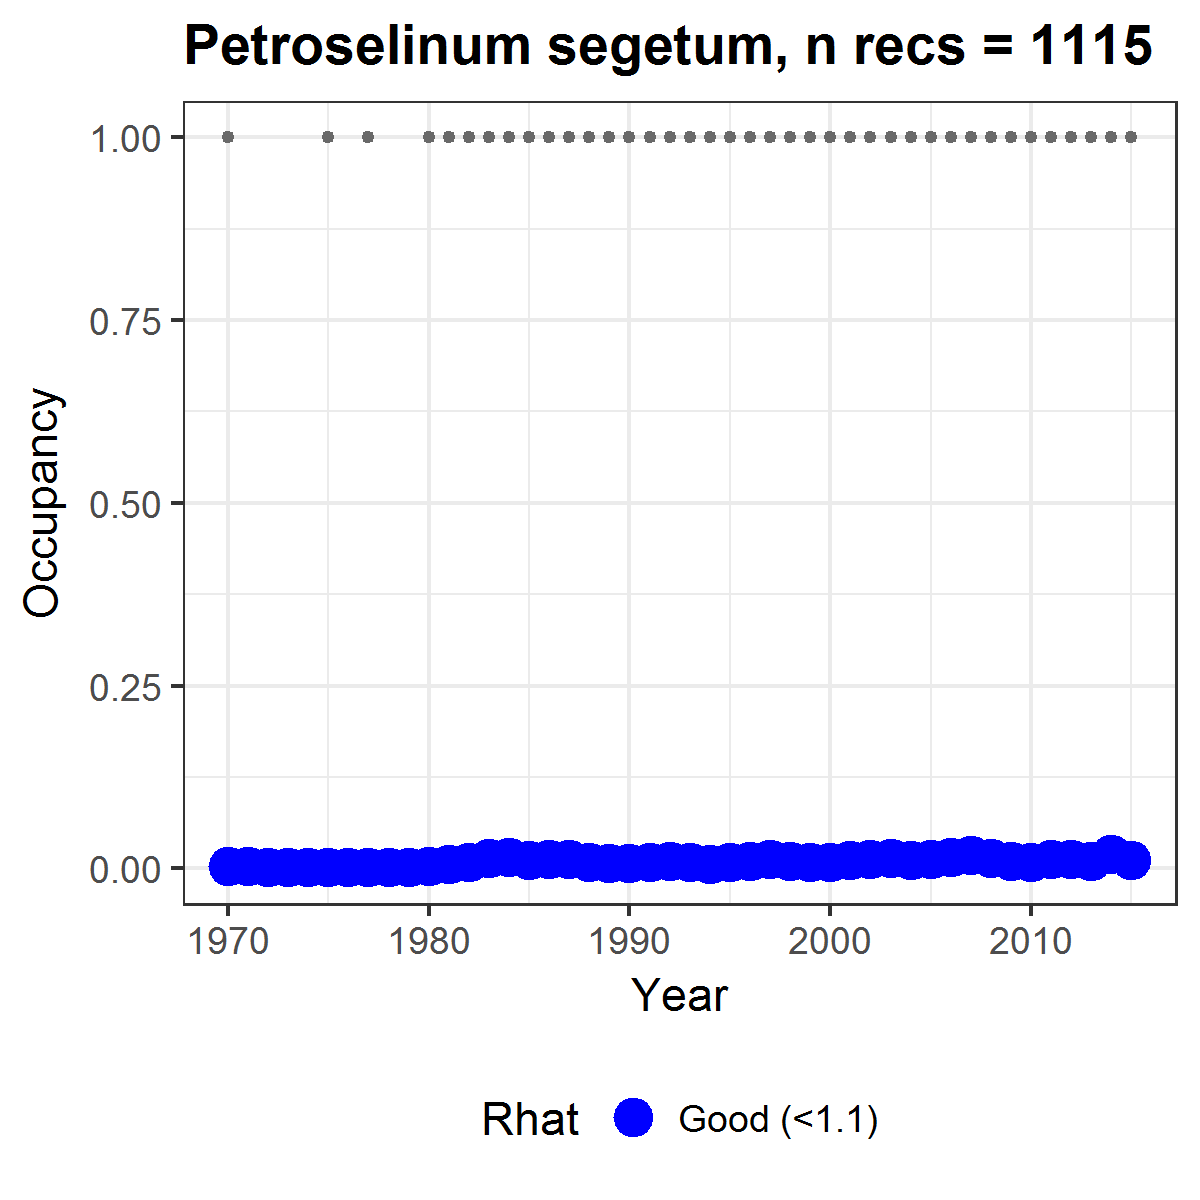 Petroselinum segetum, n recs = 1115
1.00
0.75
0.50
0.25
0.00
Occupancy
1970 1980 1990 2000 2010
Year
Rhat Good (<1.1)